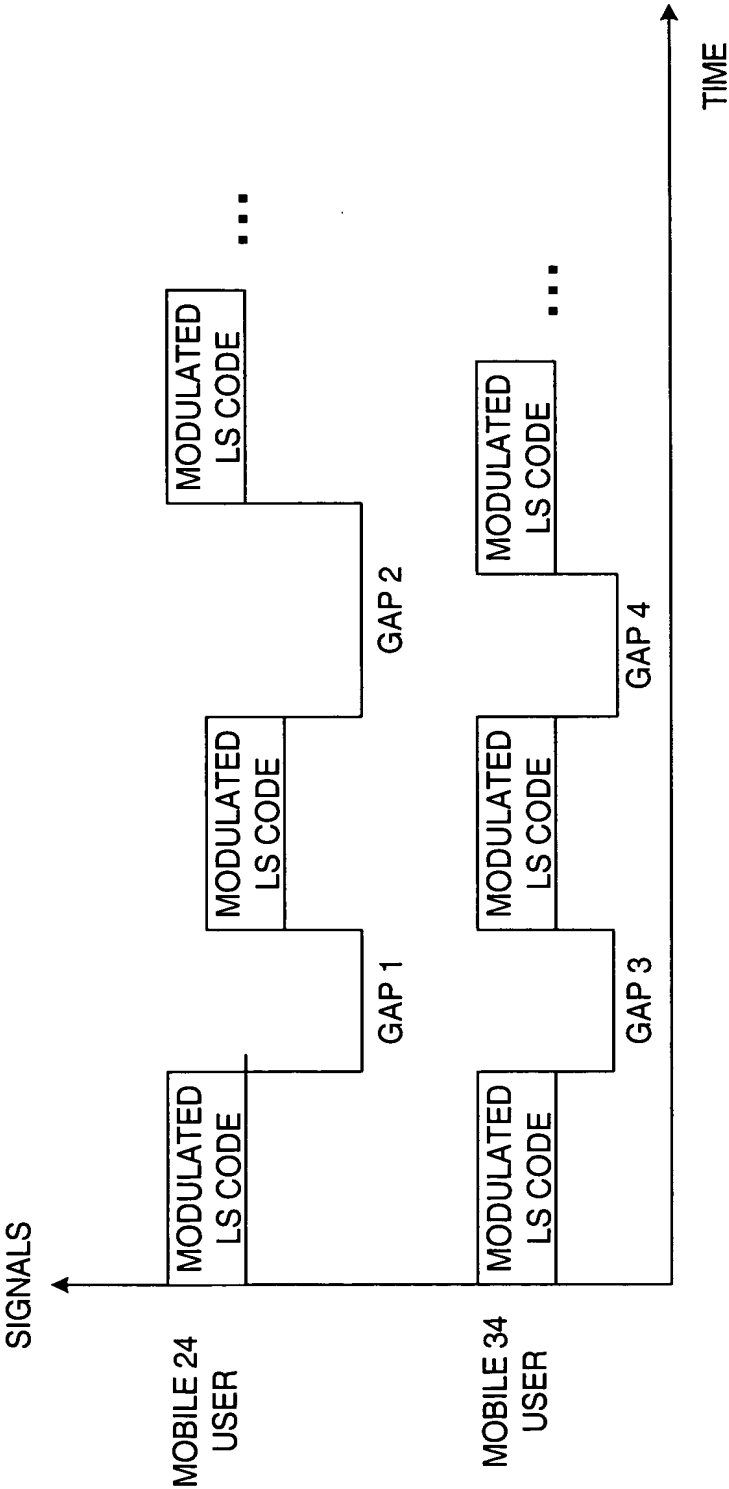 SIGNALS
MOBILE 24
USER
MODULATED
LS CODE
GAP 1
MODULATED
LS CODE
GAP 2
MODULATED
LS CODE
...
MOBILE 34
USER
MODULATED
LS CODE
GAP 3
MODULATED
LS CODE
GAP 4
MODULATED
LS CODE
...
TIME